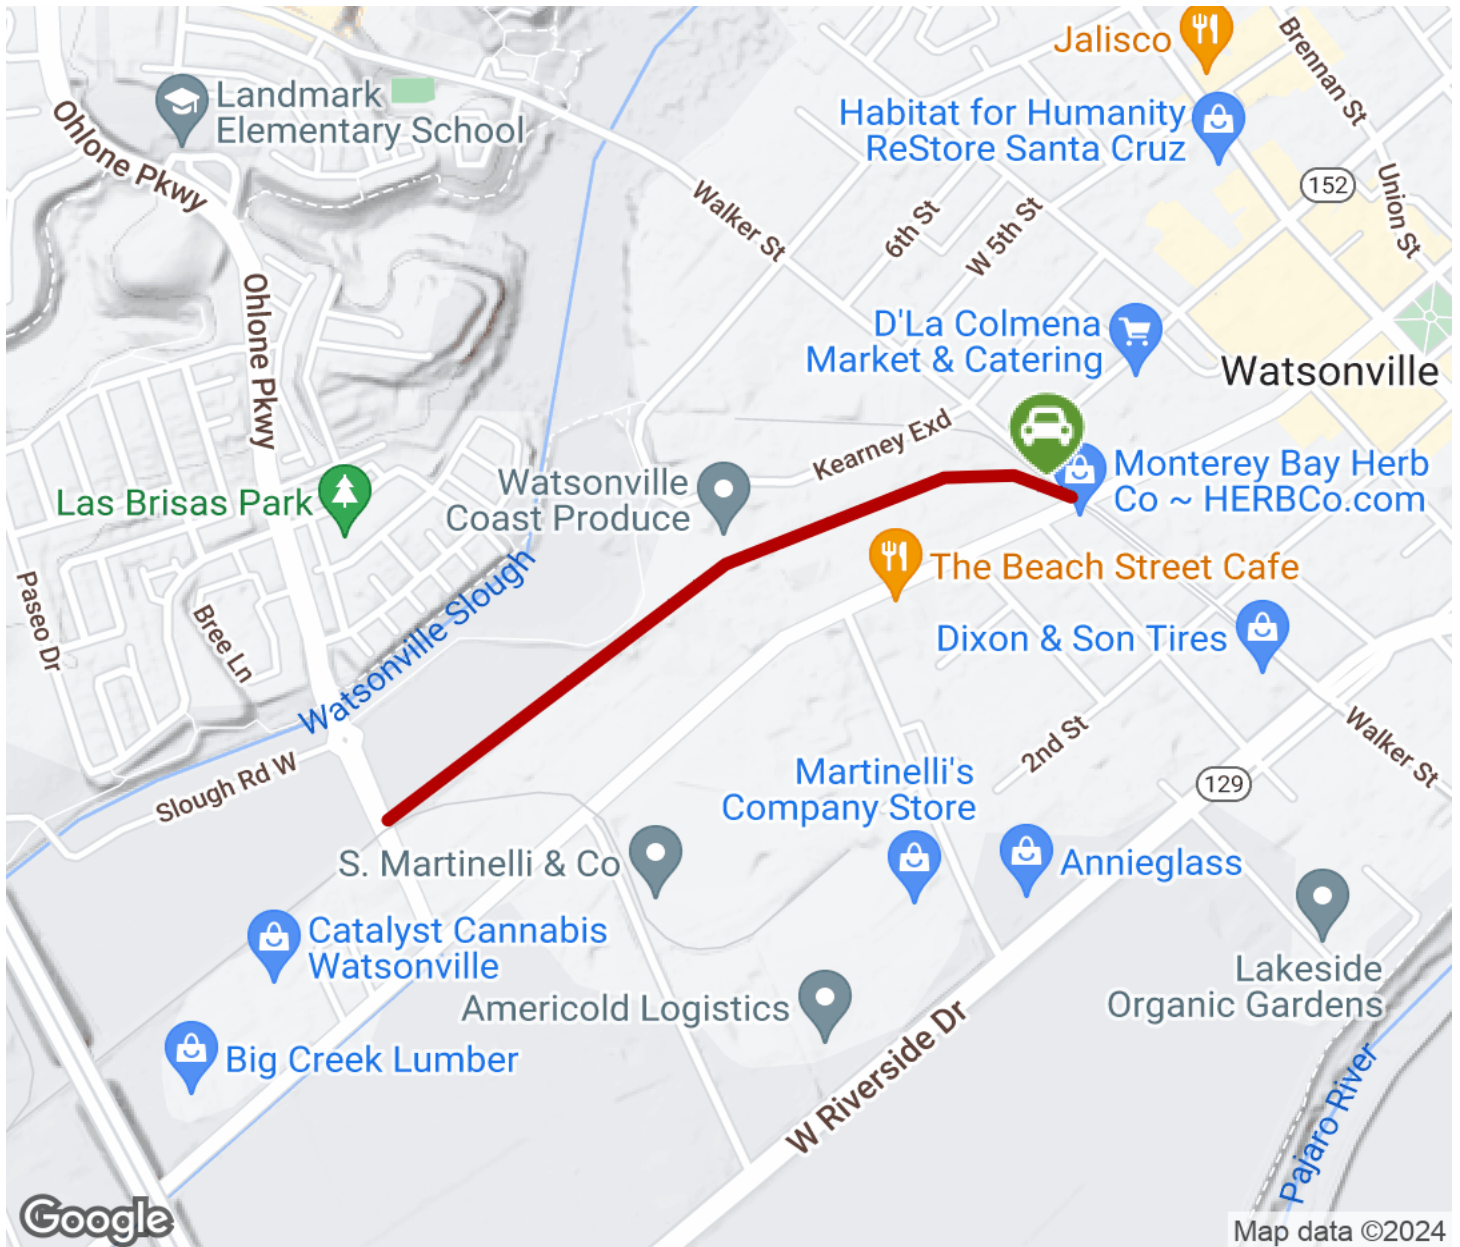 Jalisco
Brennan St
Landmark
Elementary School
Habitat for Humanity
ReStore Santa Cruz
Ohlone Pkwy
152
Union St
Walker St
6th St
W 5th St
Ohlone Pkwy
D'La Colmena
Market & Catering
Watsonville
Kearney Exd
Monterey Bay Herb
Co ~ HERBCo.com
Las Brisas Park
Watsonville
Coast Produce
The Beach Street Cafe
Paseo Dr
Bree Ln
Watsonville Slough
Dixon & Son Tires
Slough Rd W
2nd St
Walker St
Martinelli's
Company Store
129
S. Martinelli & Co
Annieglass
Catalyst Cannabis
Watsonville
Lakeside
Organic Gardens
Americold Logistics
Big Creek Lumber
W Riverside Dr
Pajaro River
Google
Map data ©2024